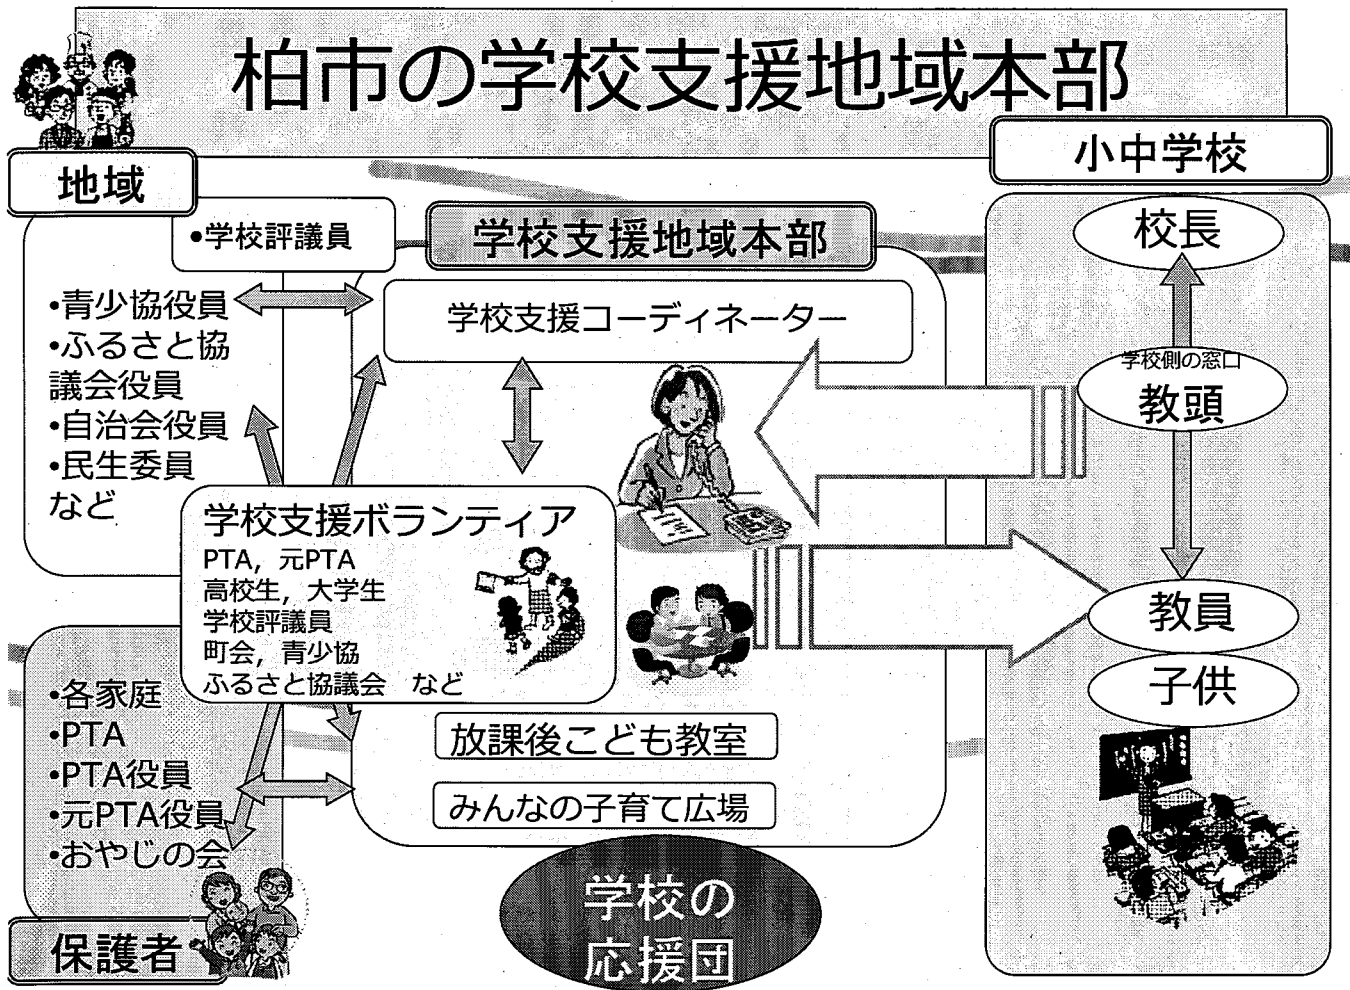 柏市の学校支援地域本部
地域
•学校評議員
•青少協役員
•ふるさと協
議会役員
•自治会役員
•民生委員
など
学校支援地域本部
学校支援コーディネーター
学校支援ボランティア
PTA，元PTA
高校生，大学生
学校評議員
町会，青少協
ふるさと協議会　など
放課後こども教室
みんなの子育て広場
学校の
応援団
•各家庭
•PTA
•PTA役員
•元PTA役員
•おやじの会
保護者
小中学校
校長
学校側の窓口
教頭
教員
子供